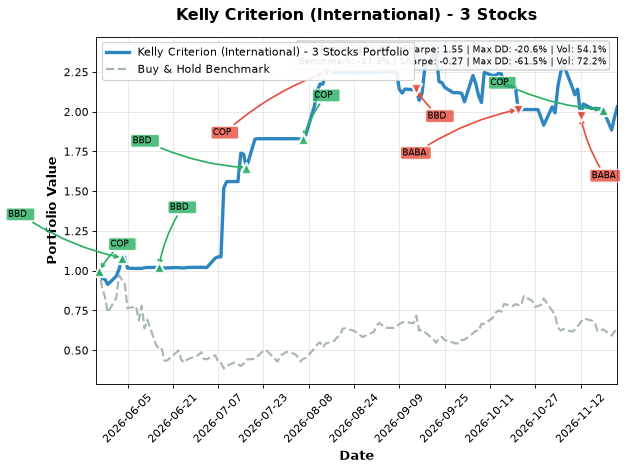 Kelly Criterion (International) - 3 Stocks
Kelly Criterion (International) - 3 Stocks Portfolio
Buy & Hold Benchmark
Sharpe: 1.55 | Max DD: -20.6% | Vol: 54.1%
Benchmark: -37.3% | Sharpe: -0.27 | Max DD: -61.5% | Vol: 72.2%
Portfolio Value
2.25
2.00
1.75
1.50
1.25
1.00
0.75
0.50
BBD
COP
BBD
BBD
COP
COP
BBD
BABA
COP
BABA
2026-06-05
2026-06-21
2026-07-07
2026-07-23
2026-08-08
2026-08-24
2026-09-09
2026-09-25
2026-10-11
2026-10-27
2026-11-12
Date